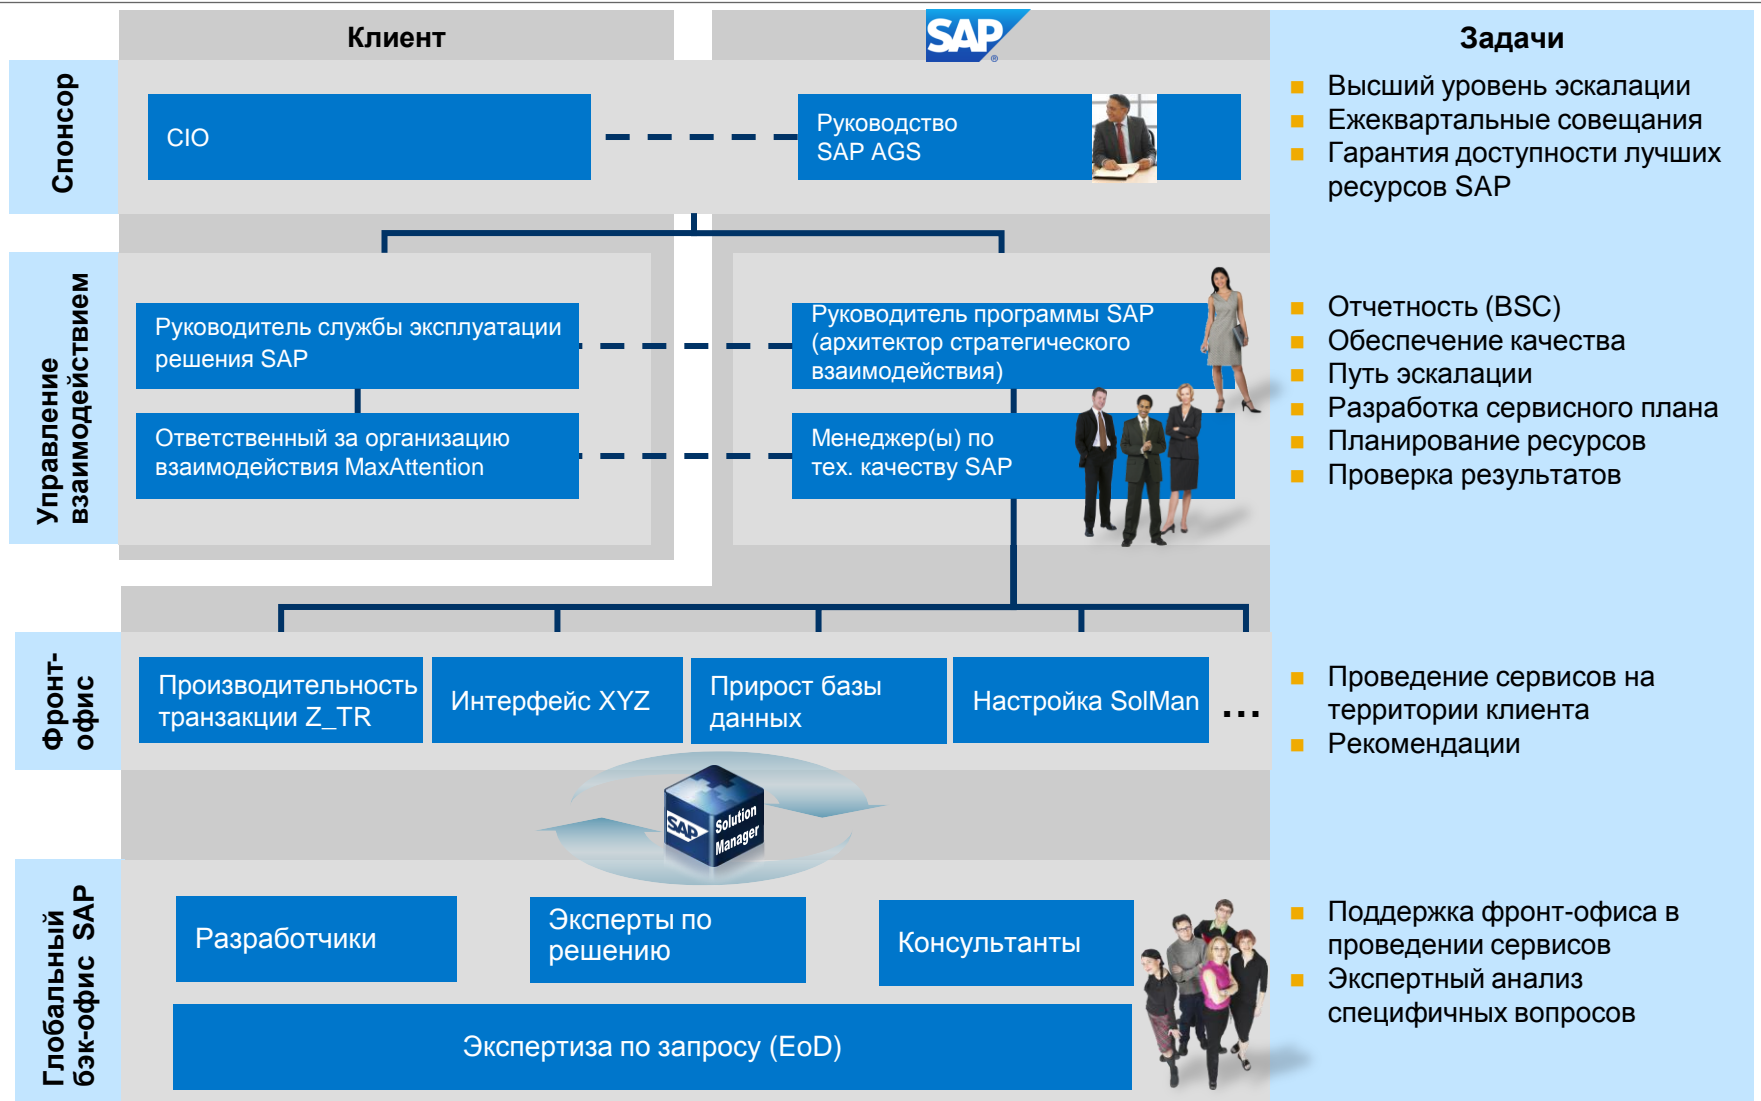 Клиент
SAP
®
Задачи
Спонсор
CIO
Руководство
SAP AGS
Высший уровень эскалации
Ежеквартальные совещания
Гарантия доступности лучших
ресурсов SAP
Управление
взаимодействием
Руководитель службы эксплуатации
решения SAP
Руководитель программы SAP
(архитектор стратегического
взаимодействия)
Ответственный за организацию
взаимодействия MaxAttention
Менеджер(ы) по
тех. качеству SAP
Отчетность (BSC)
Обеспечение качества
Путь эскалации
Разработка сервисного плана
Планирование ресурсов
Проверка результатов
Фронт-
офис
Производительность
транзакции Z_TR
Интерфейс XYZ
Прирост базы
данных
Настройка SolMan
...
Проведение сервисов на
территории клиента
Рекомендации
SAP
Solution
Manager
Глобальный
бэк-офис SAP
Разработчики
Эксперты по
решению
Консультанты
Экспертиза по запросу (EoD)
Поддержка фронт-офиса в
проведении сервисов
Экспертный анализ
специфичных вопросов